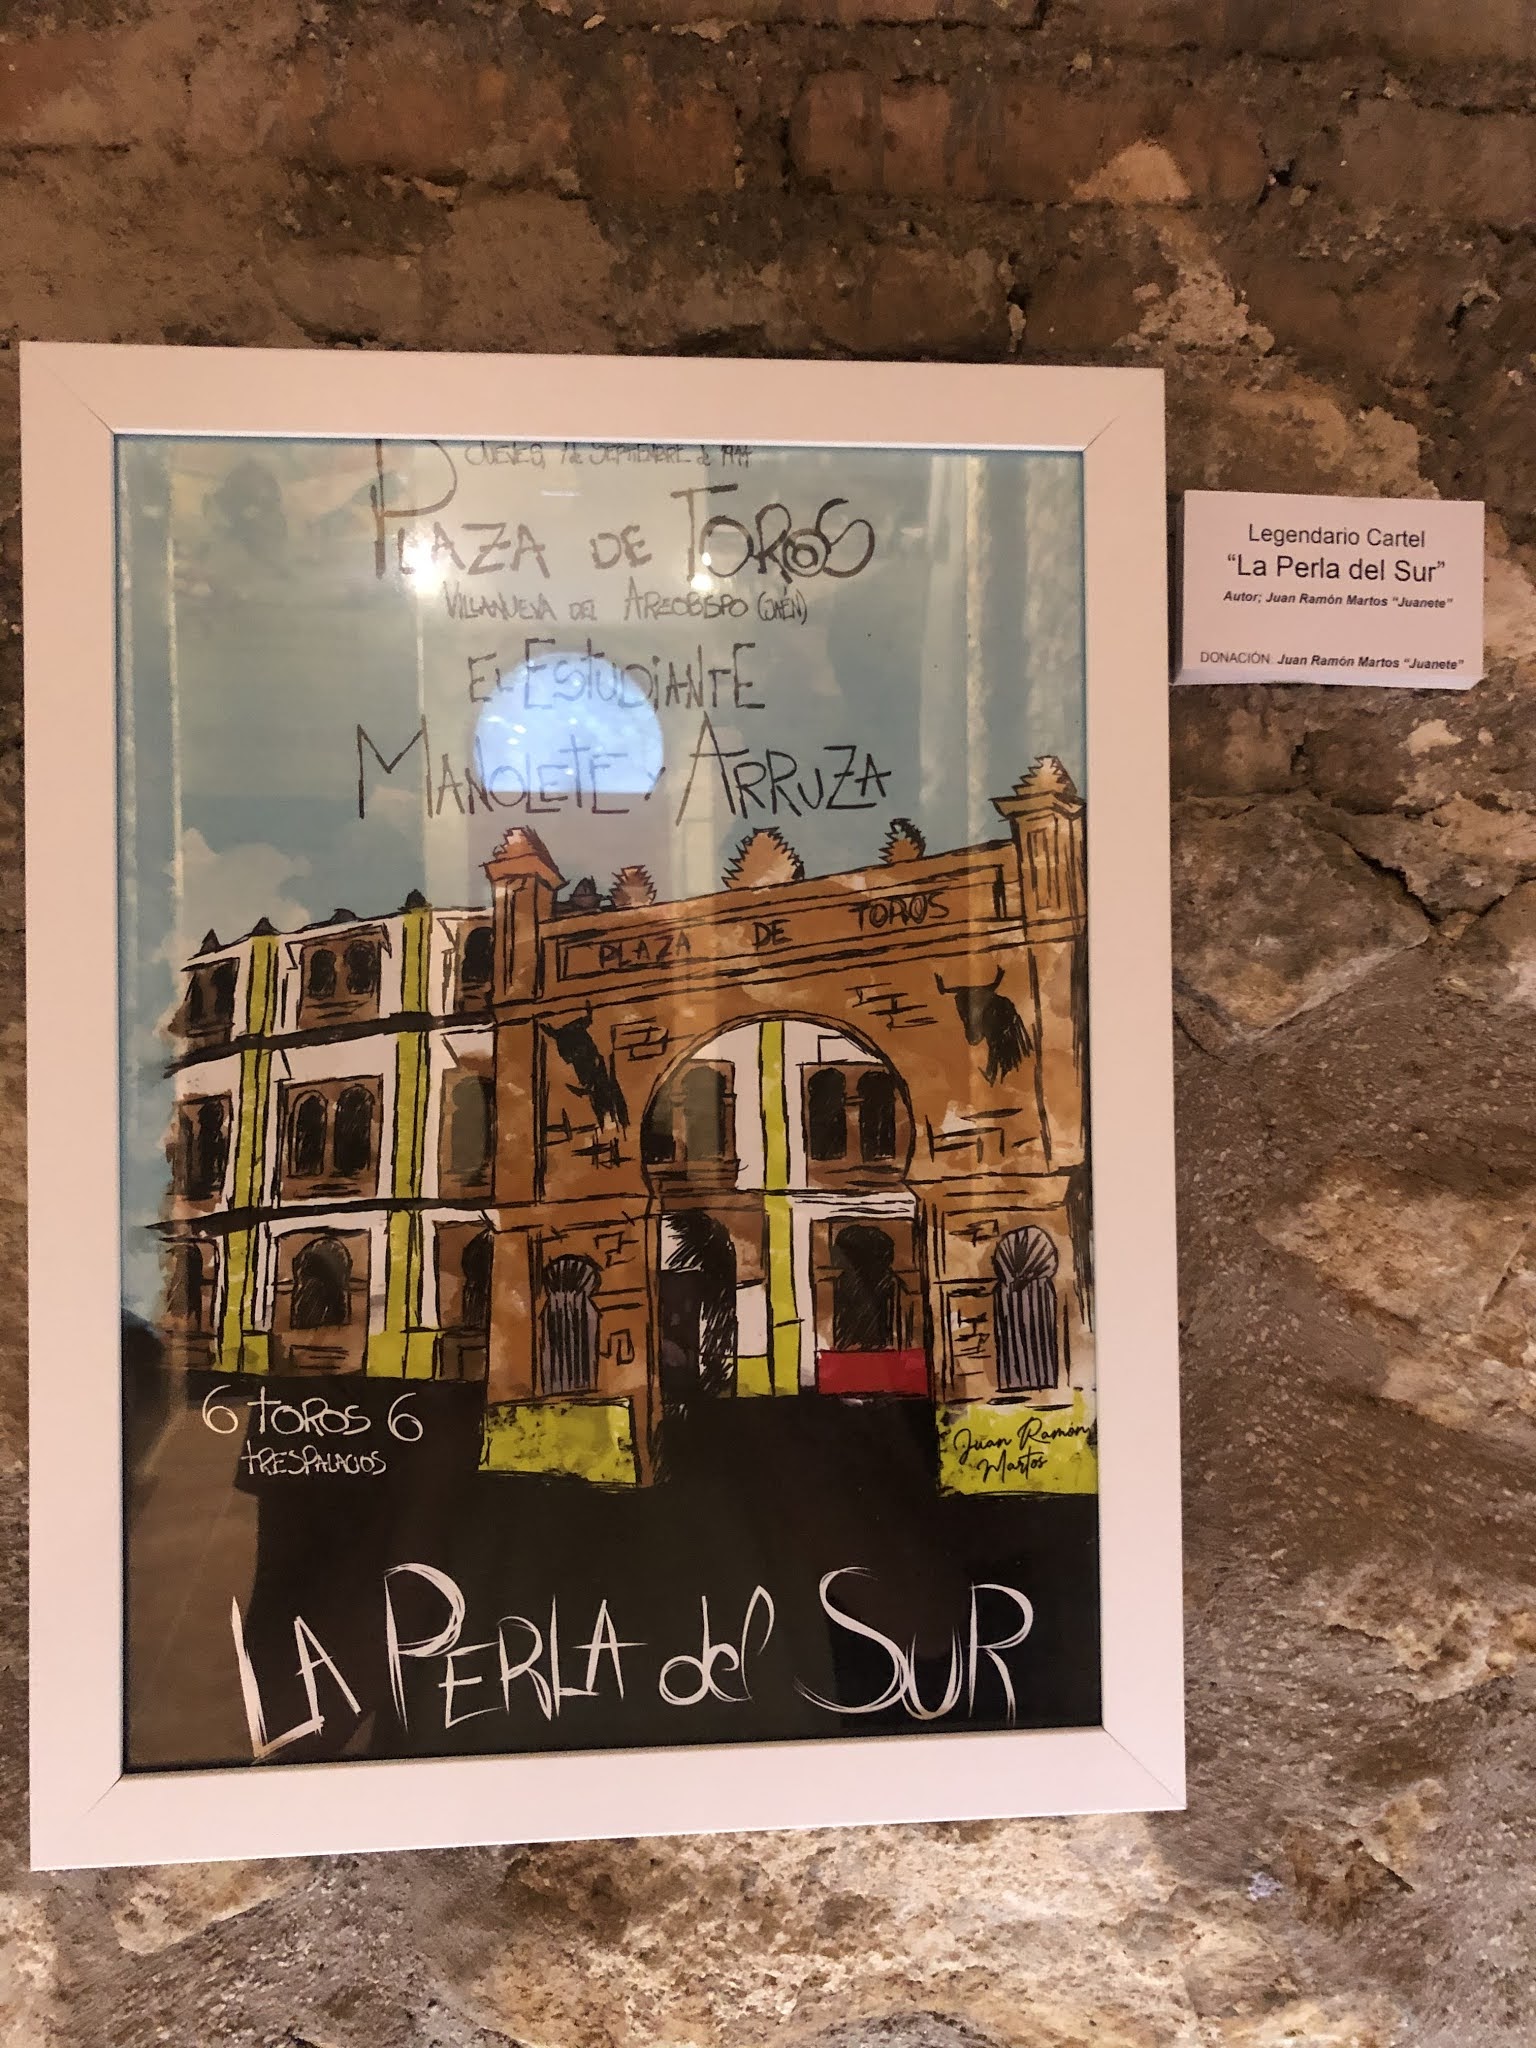 JUEVES, 7 de SEPTIEMBRE de 1944
PLAZA DE TOROS
VILLANUEVA DEL ARZOBISPO (JAÉN)
EL ESTUDIANTE
MANOLETE Y ARRUZA
PLAZA DE TOROS
6 TOROS 6
TRESPALACIOS
Juan Ramón
Martos
LA PERLA del SUR
Legendario Cartel
“La Perla del Sur”
Autor; Juan Ramón Martos “Juanete”
DONACIÓN: Juan Ramón Martos “Juanete”